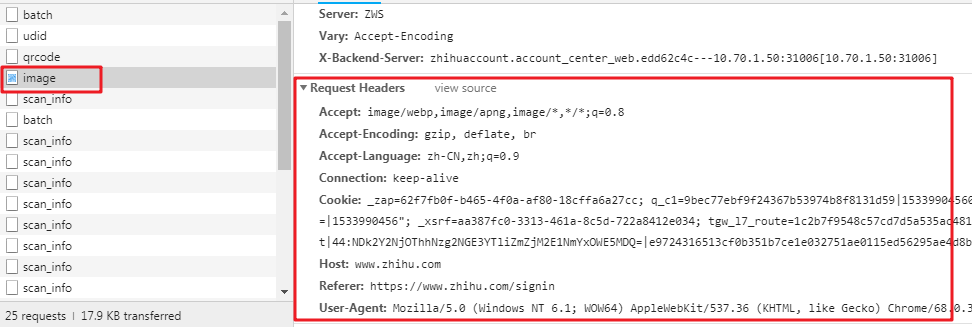 batch
udid
qrcode
image
scan_info
batch
scan_info
scan_info
scan_info
scan_info
scan_info
scan_info
scan_info
scan_info
25 requests | 17.9 KB transferred
Server: ZWS
Vary: Accept-Encoding
X-Backend-Server: zhihuaccount.account_center_web.edd62c4c---10.70.1.50:31006[10.70.1.50:31006]
Request Headers view source
Accept: image/webp,image/apng,image/*,*/*;q=0.8
Accept-Encoding: gzip, deflate, br
Accept-Language: zh-CN,zh;q=0.9
Connection: keep-alive
Cookie: _zap=62f7fb0f-b465-4f0a-af80-18cffa6a27cc; q_c1=9bec77ebf9f24367b53974b8f8131d59|1533990456
=|1533990456"; _xsrf=aa387fc0-3313-461a-8c5d-722a8412e034; tgw_l7_route=1c2b7f9548c57cd7d5a535ac481
t|44:NDk2Y2NjOThhNzg2NGE3YTliZmZjM2E1NmYxOWE5MDQ=|e9724316513cf0b351b7ce1e032751ae0115ed56295ae4d8b
Host: www.zhihu.com
Referer: https://www.zhihu.com/signin
User-Agent: Mozilla/5.0 (Windows NT 6.1; WOW64) AppleWebKit/537.36 (KHTML, like Gecko) Chrome/68.0.3